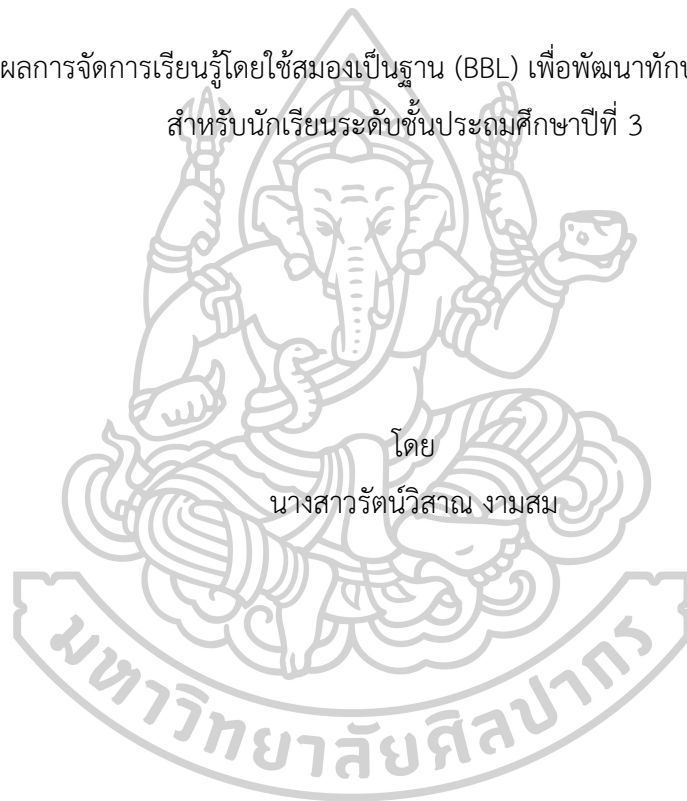 ผลการจัดการเรียนรู้โดยใช้สมองเป็นฐาน (BBL) เพื่อพัฒนาทักษ
สำหรับนักเรียนระดับชั้นประถมศึกษาปีที่ 3
โดย
นางสาวรัตน์วิสาณ งามสม
มหาวิทยาลัยศิลปากร